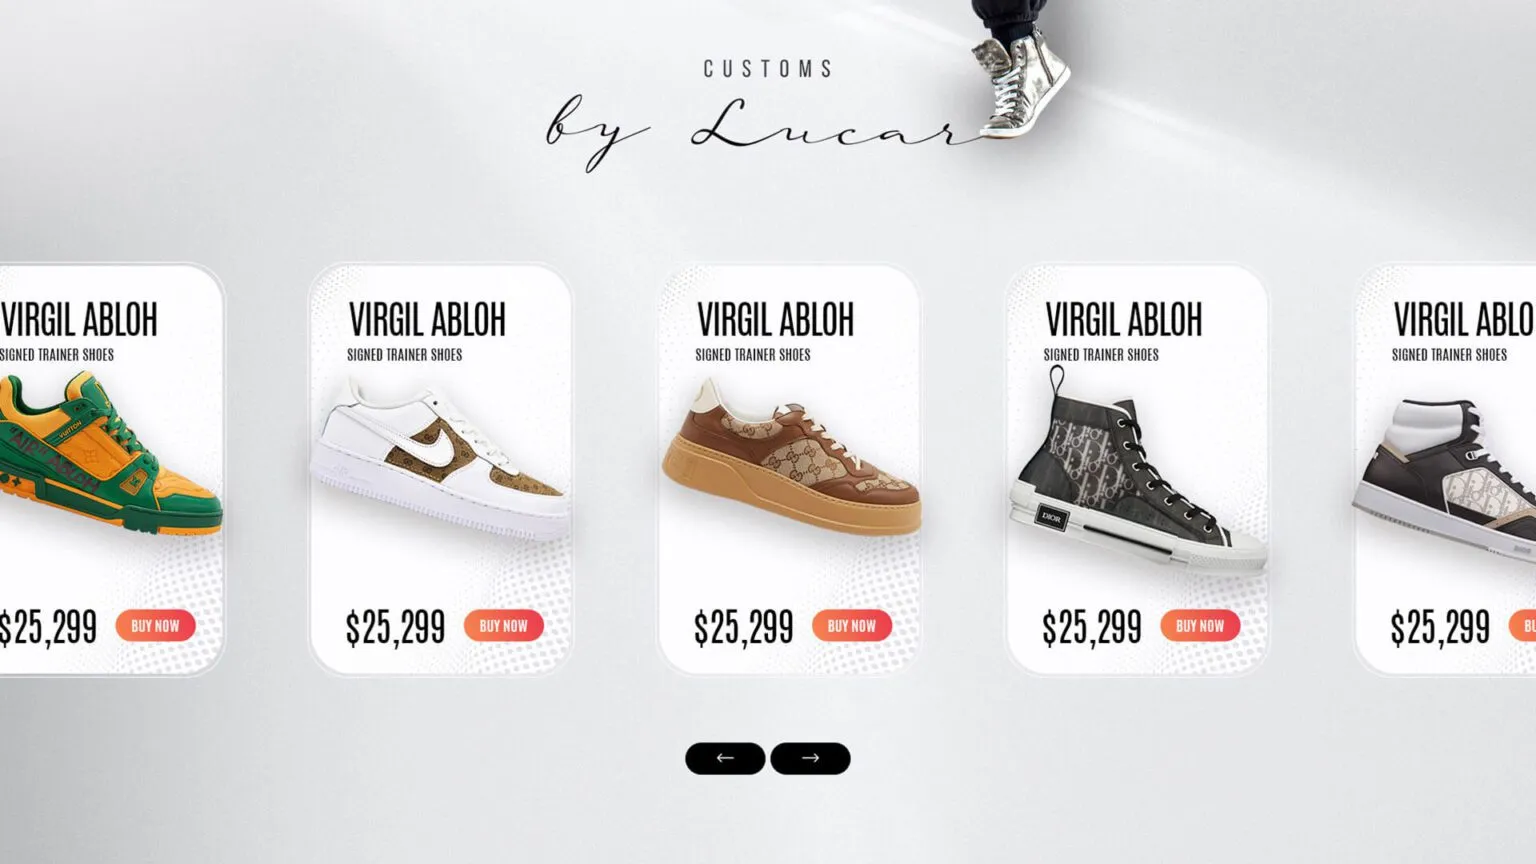 CUSTOMS
by Lucar
VIRGIL ABLOH
SIGNED TRAINER SHOES
VUITTON
$25,299
BUY NOW
VIRGIL ABLOH
SIGNED TRAINER SHOES
$25,299
BUY NOW
VIRGIL ABLOH
SIGNED TRAINER SHOES
$25,299
BUY NOW
VIRGIL ABLOH
SIGNED TRAINER SHOES
DIOR
$25,299
BUY NOW
VIRGIL ABLO
SIGNED TRAINER SHOES
$25,299
BU